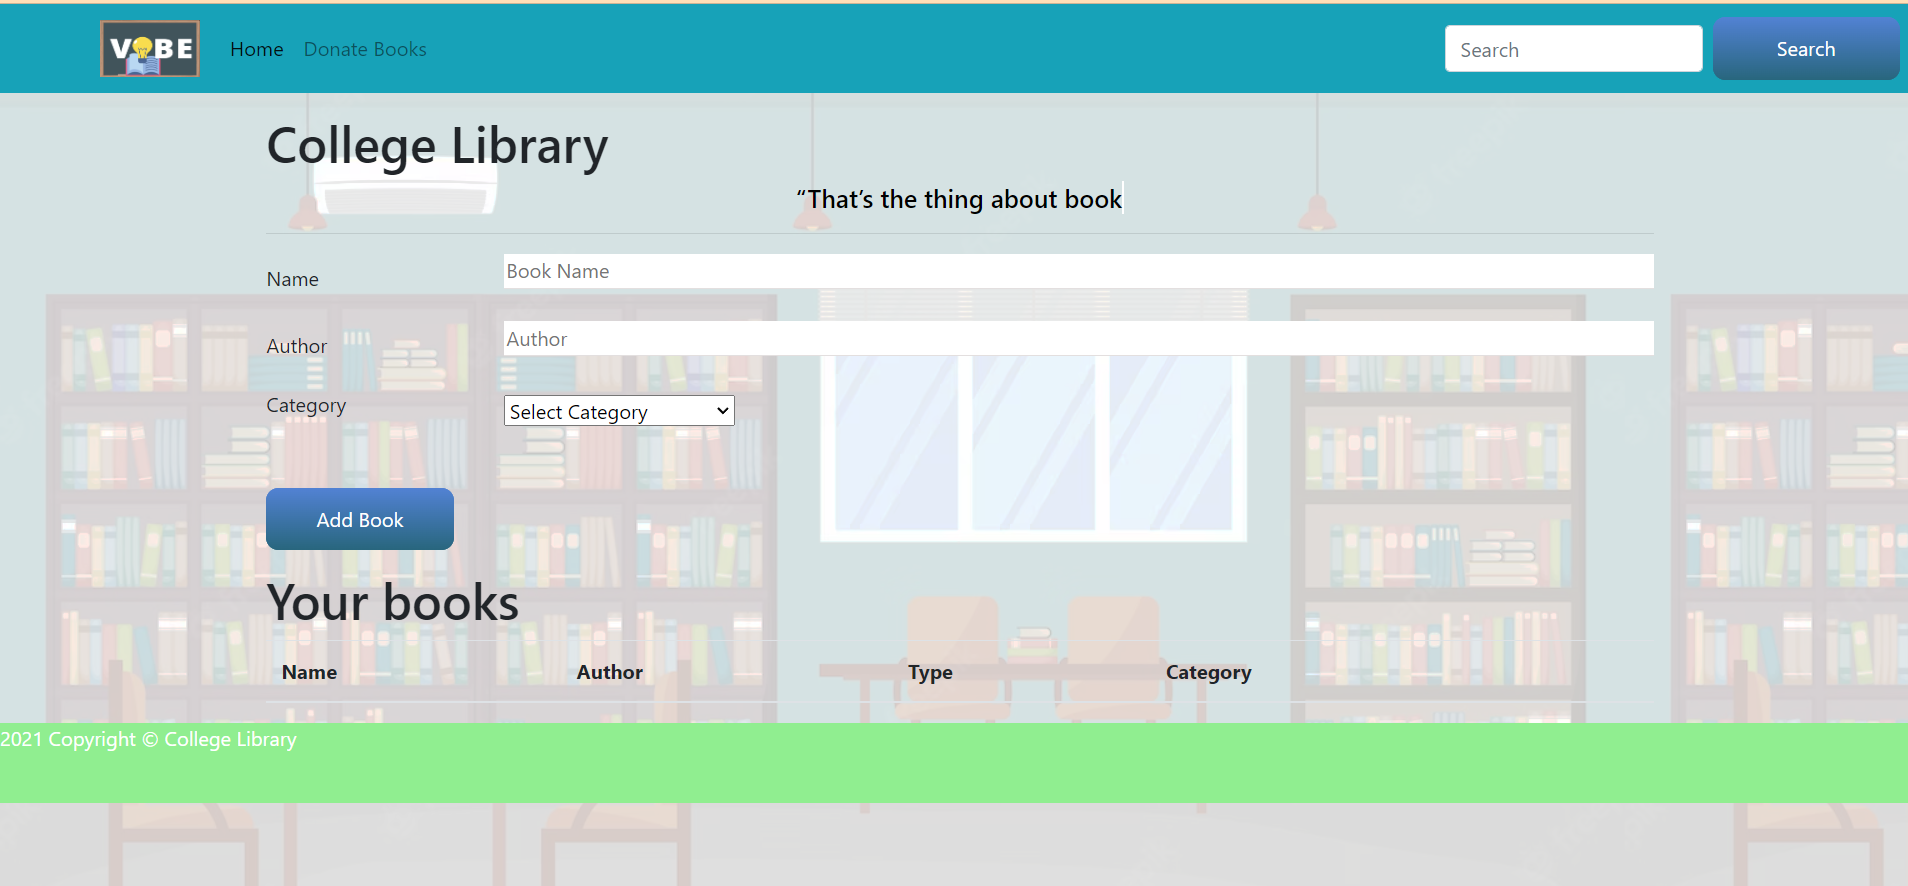 VOBE Home Donate Books Search Search
College Library
“That’s the thing about book
Name Book Name
Author Author
Category Select Category
Add Book
Your books
Name Author Type Category
2021 Copyright © College Library